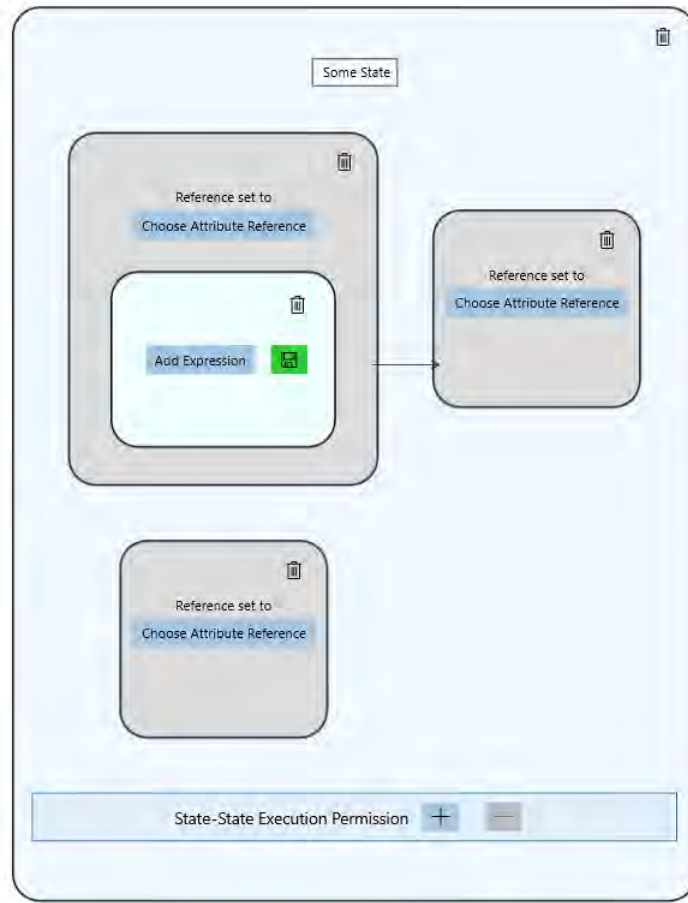 Some State
Reference set to
Choose Attribute Reference
Add Expression
Reference set to
Choose Attribute Reference
Reference set to
Choose Attribute Reference
State-State Execution Permission